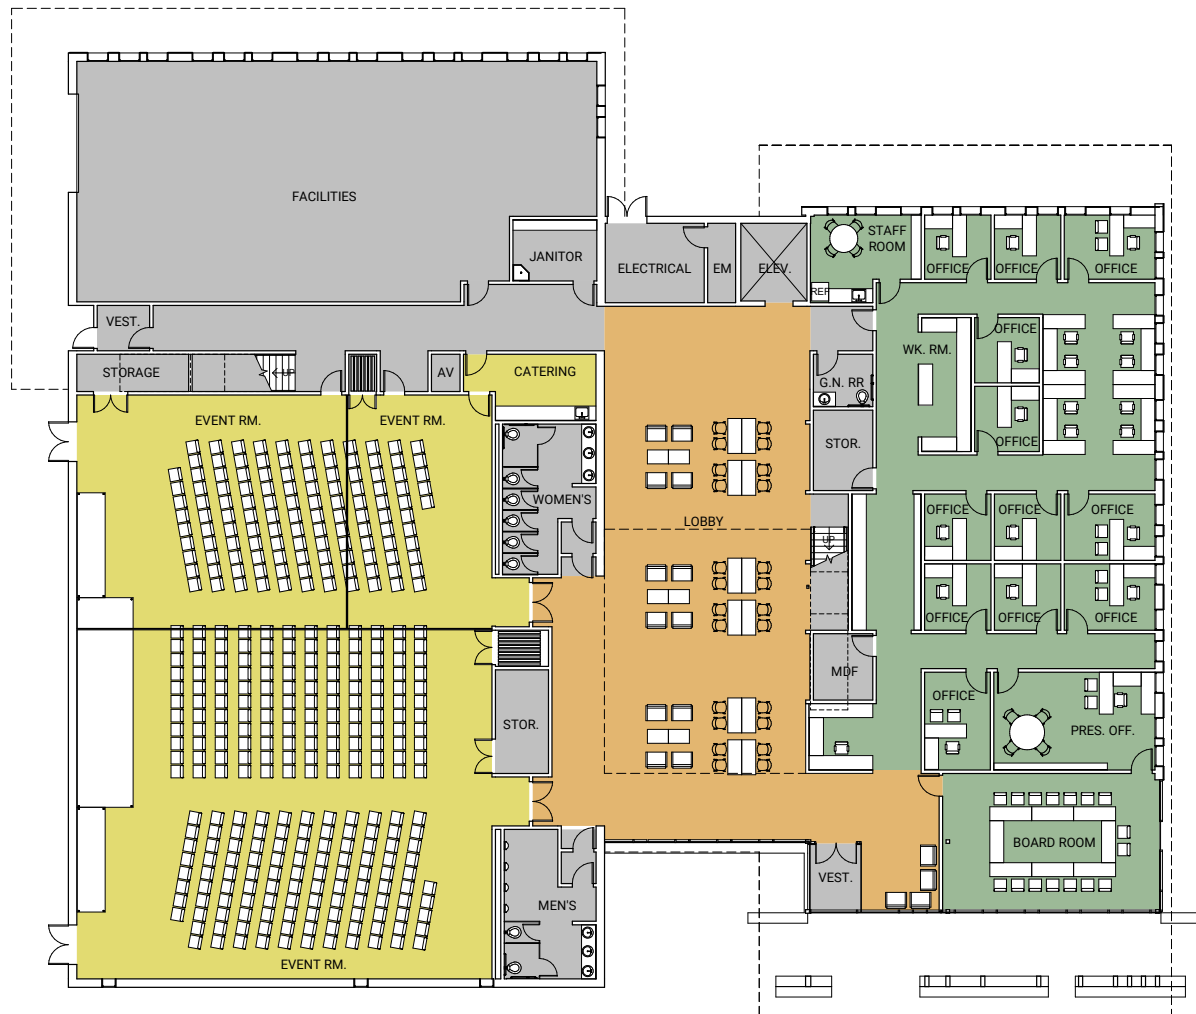 FACILITIES
STAFF
ROOM
JANITOR
ELECTRICAL
EM
ELEV.
OFFICE
OFFICE
OFFICE
REF
VEST.
OFFICE
WK. RM.
STORAGE
UP
AV
CATERING
G.N. RR
EVENT RM.
EVENT RM.
OFFICE
STOR.
WOMEN'S
OFFICE
OFFICE
OFFICE
LOBBY
UP
OFFICE
OFFICE
OFFICE
MDF
OFFICE
STOR.
PRES. OFF.
BOARD ROOM
VEST.
MEN'S
EVENT RM.